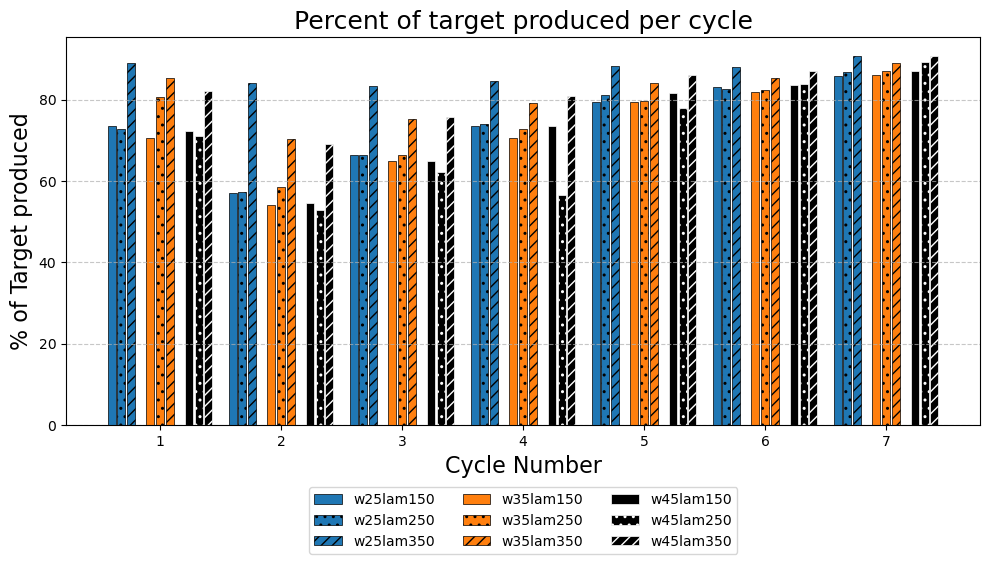 Percent of target produced per cycle
% of Target produced
80
60
40
20
0
1 2 3 4 5 6 7
Cycle Number
w25lam150 w35lam150 w45lam150
w25lam250 w35lam250 w45lam250
w25lam350 w35lam350 w45lam350